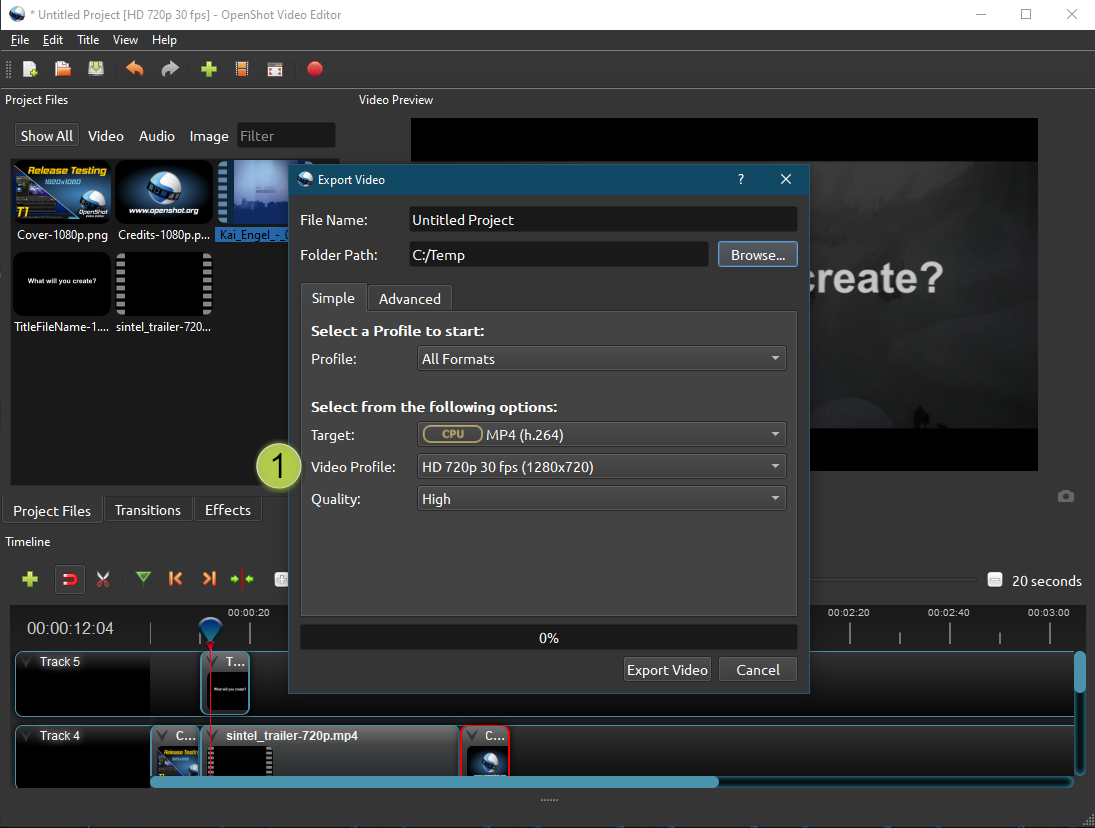 * Untitled Project [HD 720p 30 fps] - OpenShot Video Editor
File Edit Title View Help
Project Files
Video Preview
Show All Video Audio Image Filter
Release Testing
1920x1080
T1
OpenShot
www.openshot.org
Cover-1080p.png Credits-1080p.p... Kai_Engel_-_0
What will you create?
TitleFileName-1.... sintel_trailer-720...
create?
Export Video
?
File Name: Untitled Project
Folder Path: C:/Temp Browse...
Simple Advanced
Select a Profile to start:
Profile: All Formats
Select from the following options:
Target: CPU MP4 (h.264)
1
Video Profile: HD 720p 30 fps (1280x720)
Quality: High
0%
Export Video Cancel
Project Files Transitions Effects
Timeline
20 seconds
00:00:12:04
00:00:20 00:02:20 00:02:40 00:03:00
Track 5 T...
What will you create?
Track 4 C... sintel_trailer-720p.mp4 C...
Release Testing